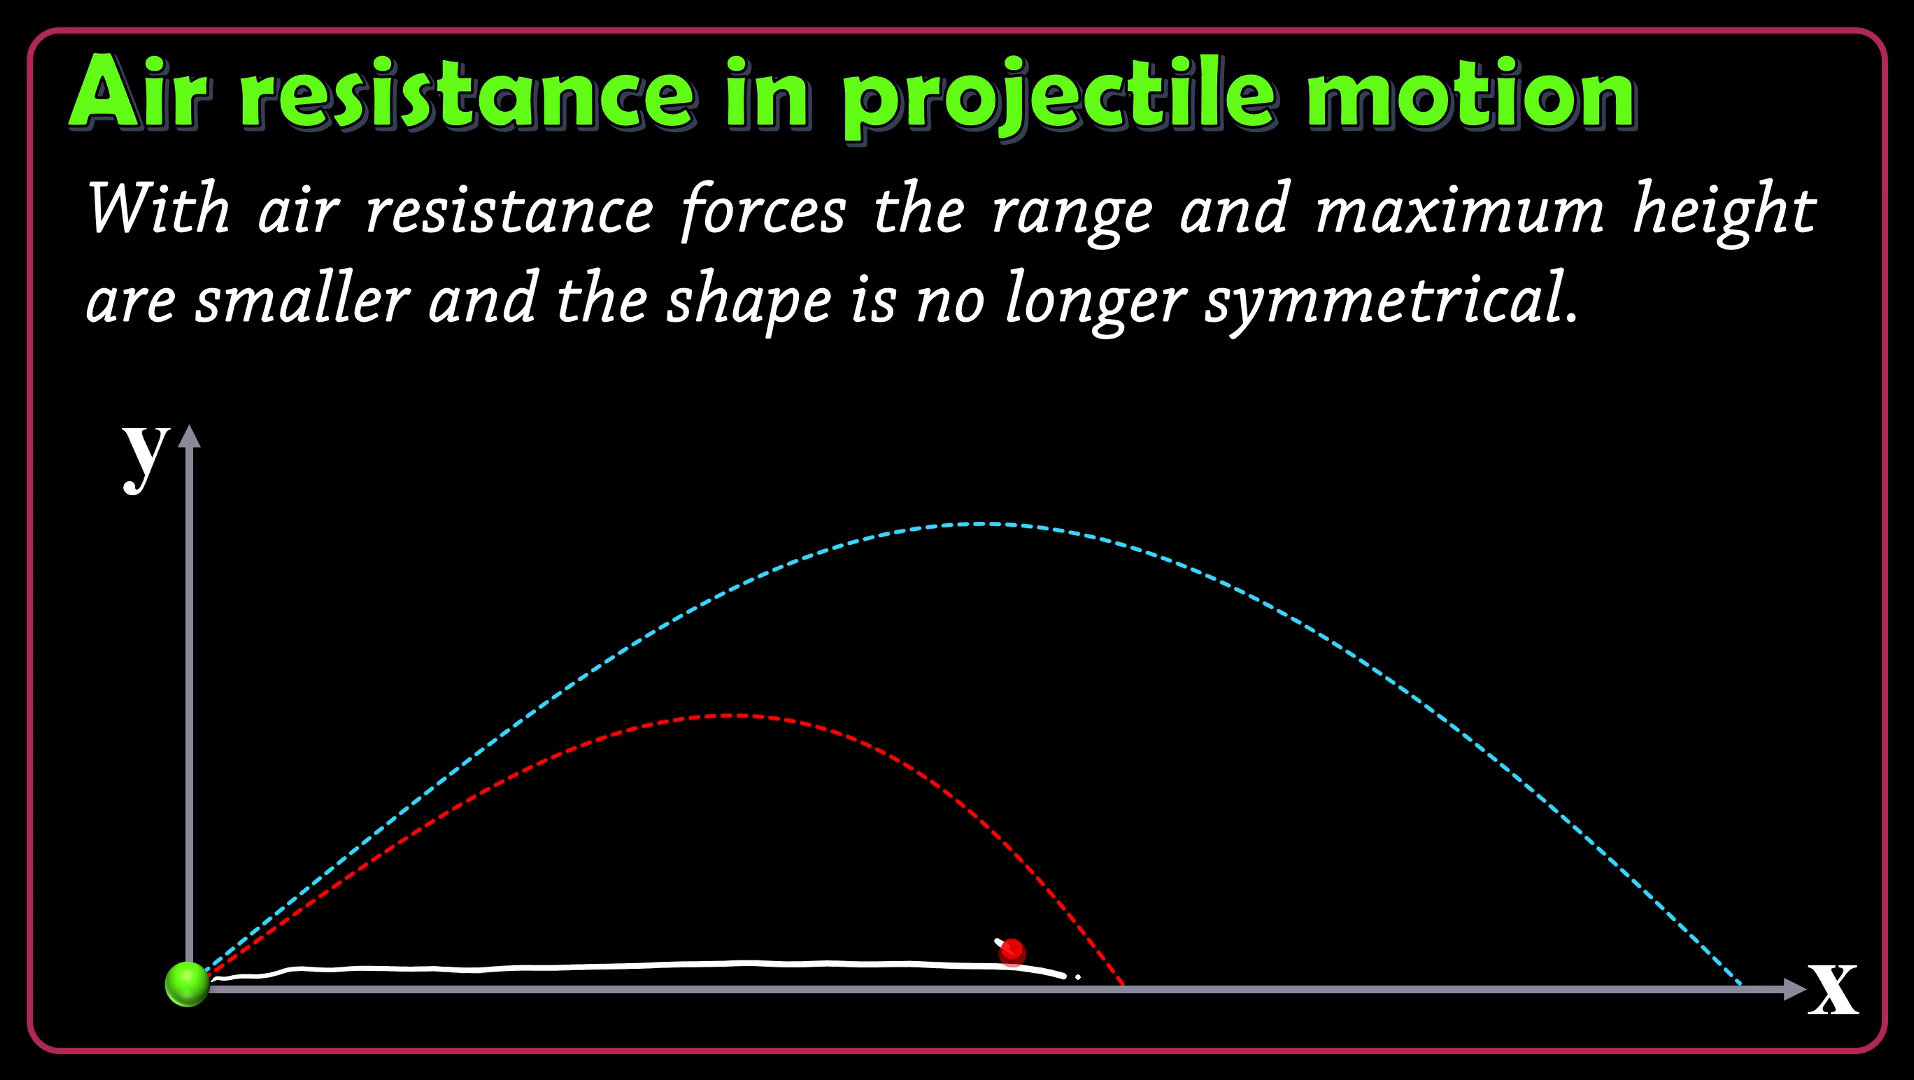 Air resistance in projectile motion
With air resistance forces the range and maximum height
are smaller and the shape is no longer symmetrical.
y
x